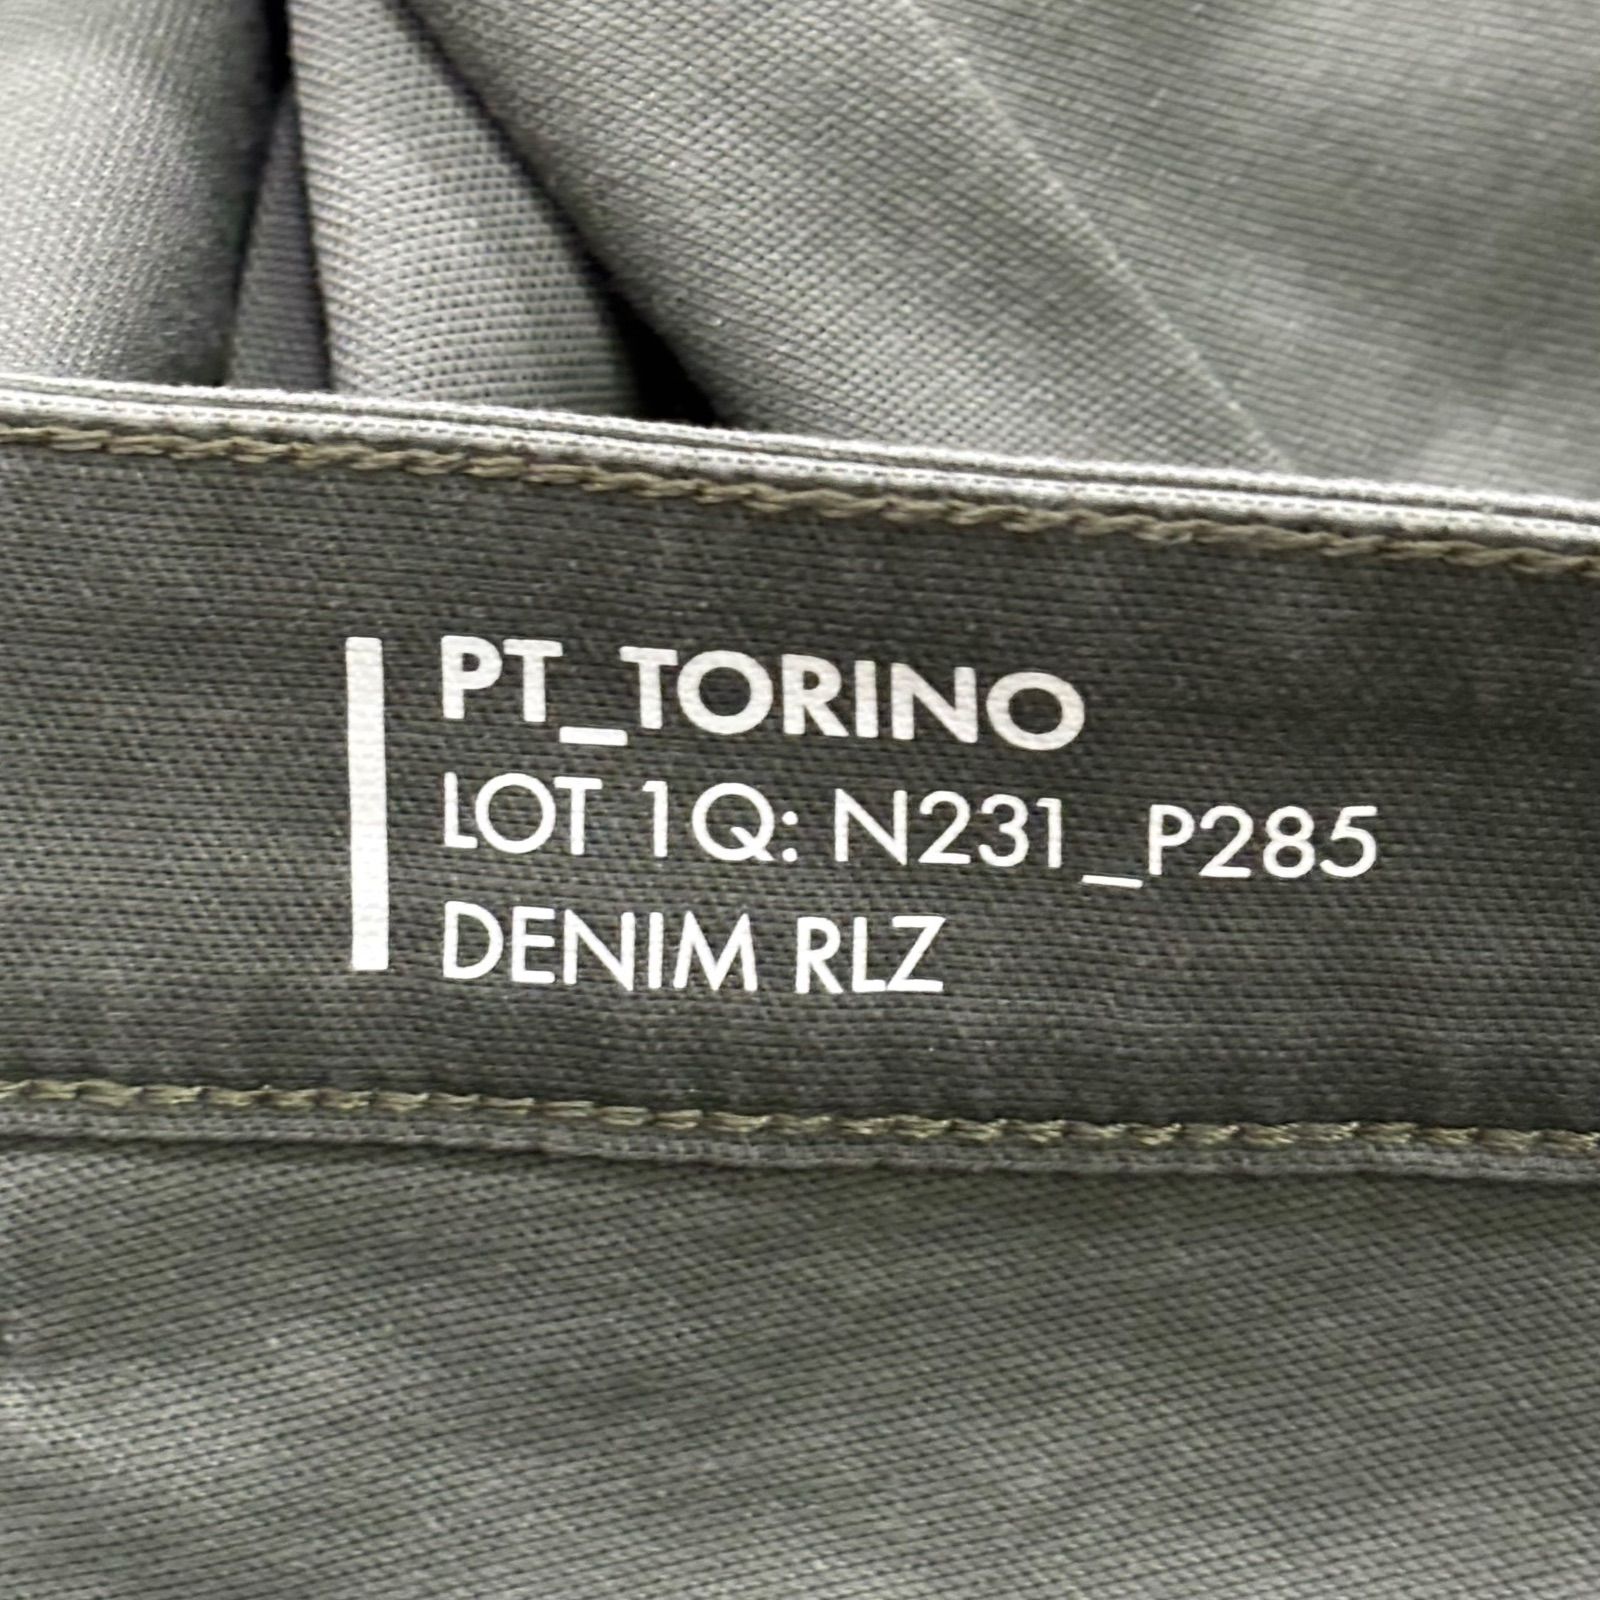 PT_TORINO
LOT 1Q: N231_P285
DENIM RLZ